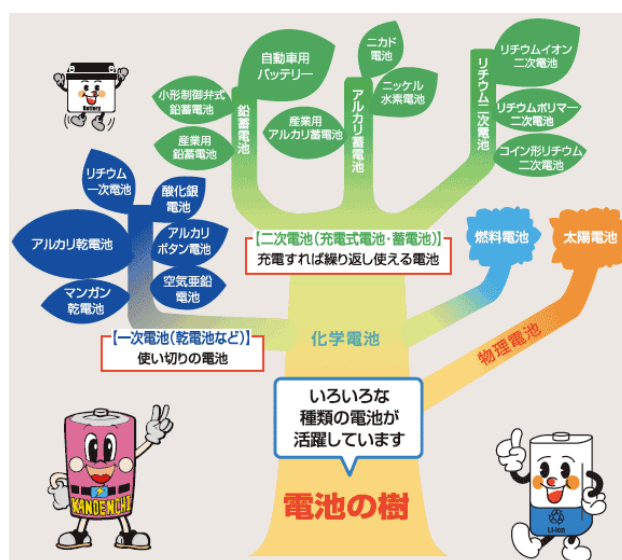 自動車用
バッテリー
小形制御弁式
鉛蓄電池
産業用
鉛蓄電池
鉛蓄電池
ニカド
電池
ニッケル
水素電池
産業用
アルカリ蓄電池
アルカリ蓄電池
リチウムイオン
二次電池
リチウムポリマー
二次電池
コイン形リチウム
二次電池
リチウム二次電池
Battery
リチウム
一次電池
酸化銀
電池
アルカリ乾電池
アルカリ
ボタン電池
マンガン
乾電池
空気亜鉛
電池
【二次電池(充電式電池・蓄電池)】
充電すれば繰り返し使える電池
燃料電池
太陽電池
【一次電池(乾電池など)】
使い切りの電池
化学電池
物理電池
いろいろな
種類の電池が
活躍しています
電池の樹
KANDENCHI
Li-ion